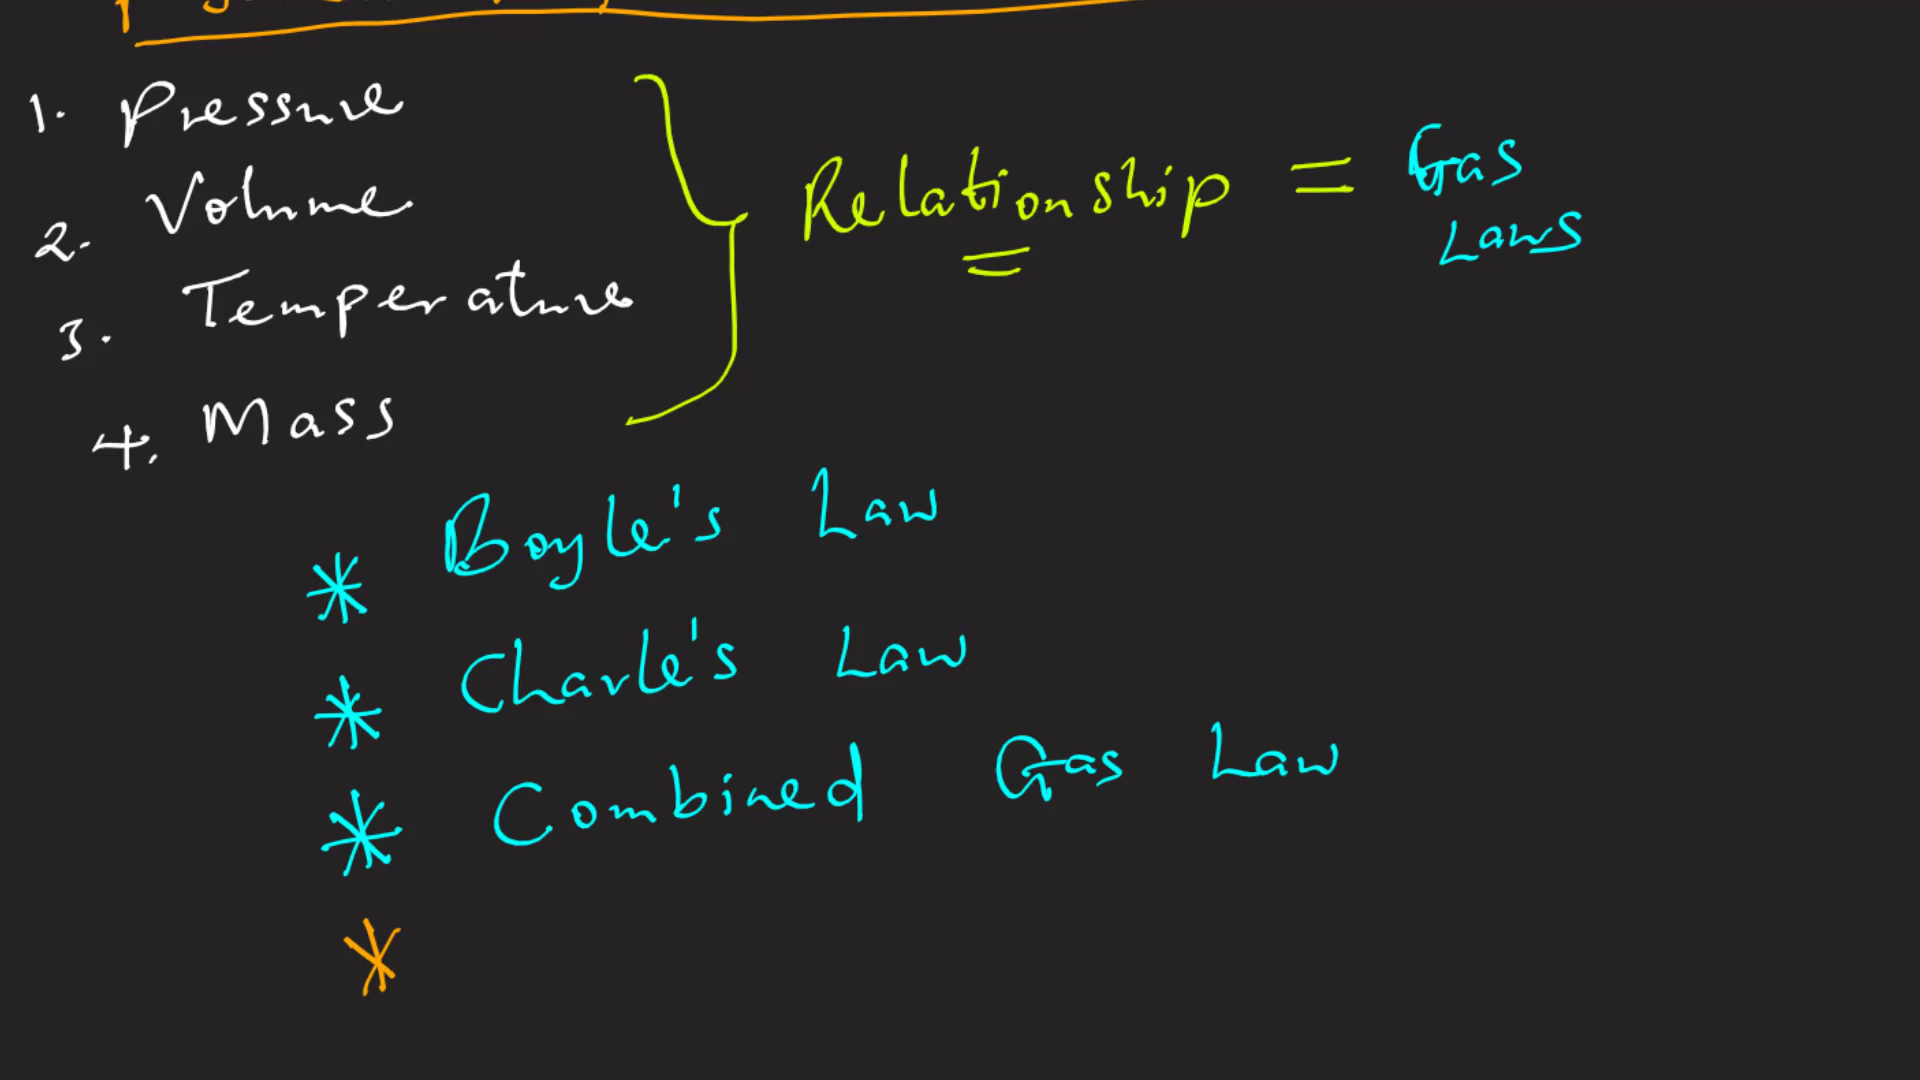 1. Pressure
2. Volume
3. Temperature
4. Mass
Relationship = Gas
Laws
* Boyle's Law
* Charle's Law
* Combined Gas Law
*